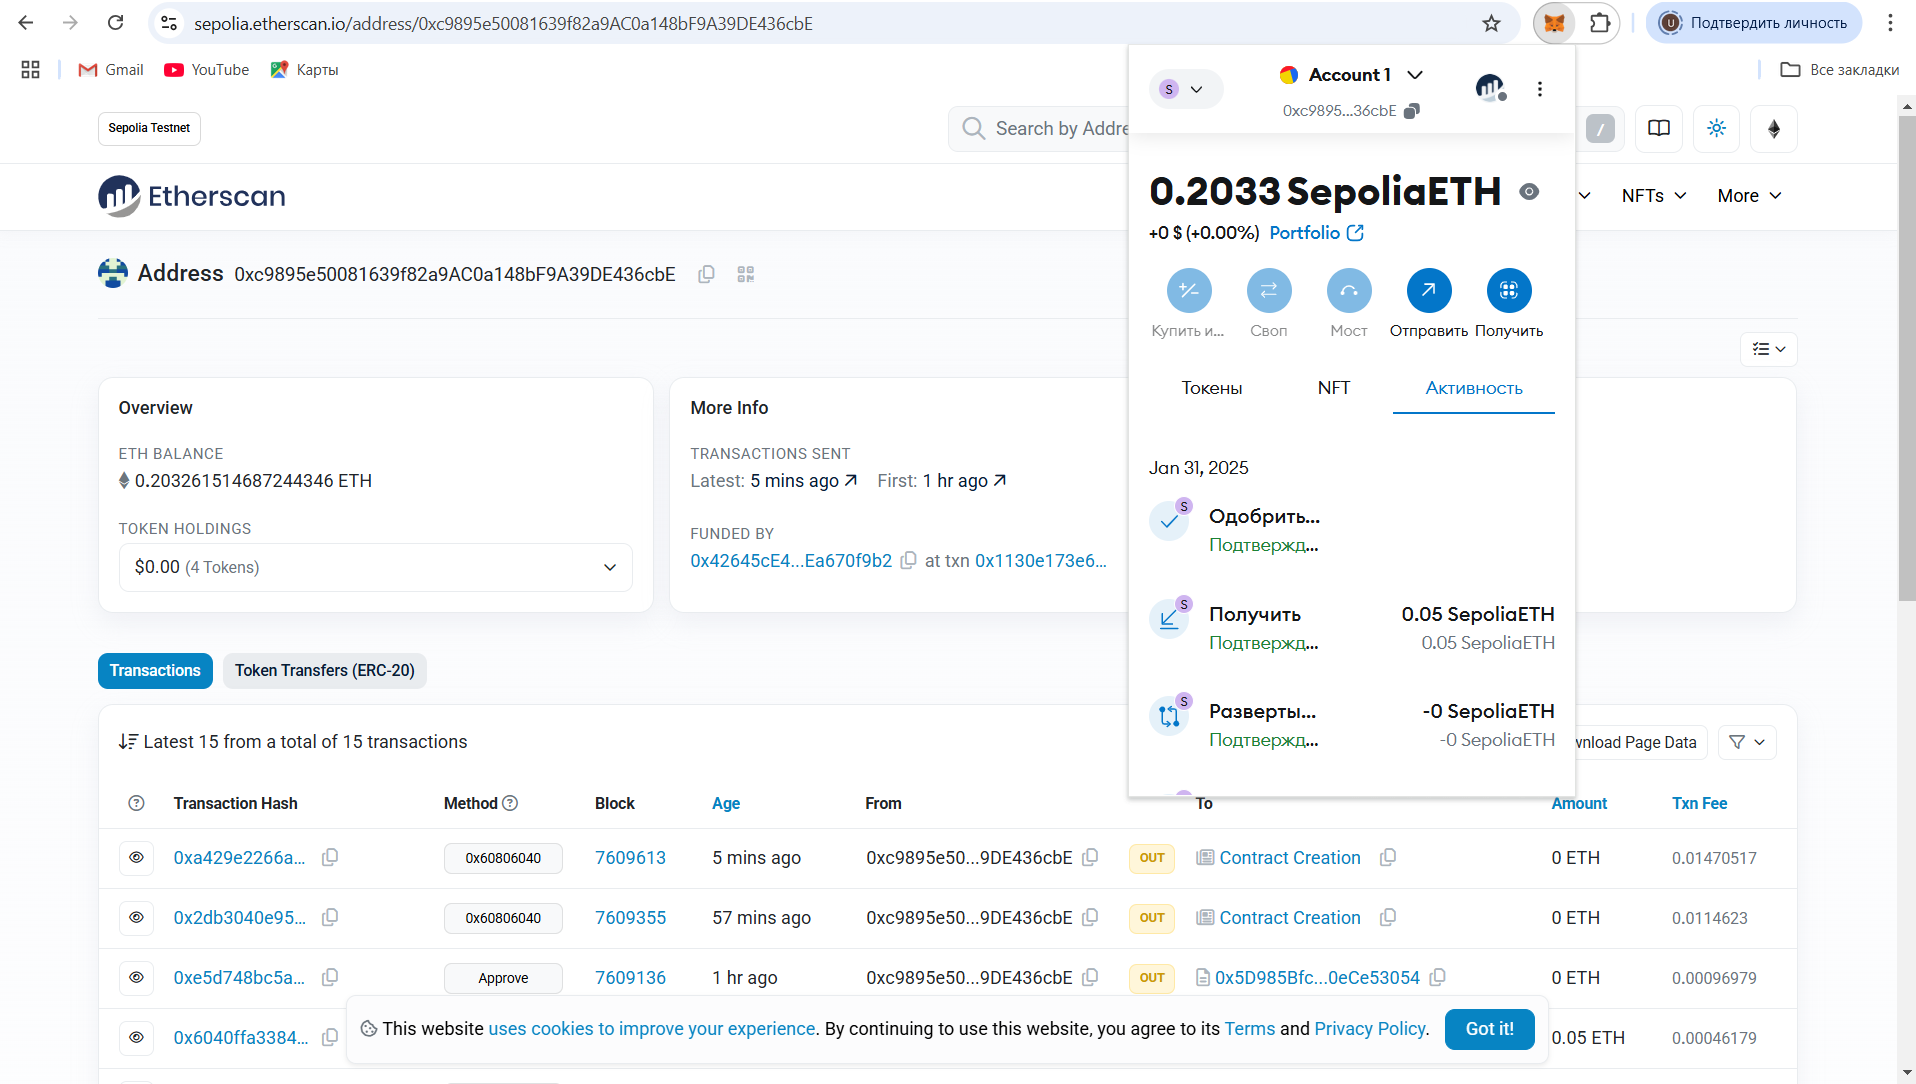 sepolia.etherscan.io/address/0xc9895e50081639f82a9AC0a148bF9A39DE436cbE
U Подтвердить личность
Gmail YouTube Карты
Все закладки
Sepolia Testnet
Search by Addre
/
Etherscan
NFTs More
Address 0xc9895e50081639f82a9AC0a148bF9A39DE436cbE
Overview
ETH BALANCE
0.203261514687244346 ETH
TOKEN HOLDINGS
$0.00 (4 Tokens)
More Info
TRANSACTIONS SENT
Latest: 5 mins ago First: 1 hr ago
FUNDED BY
0x42645cE4...Ea670f9b2 at txn 0x1130e173e6...
S Account 1
0xc9895...36cbE
0.2033 SepoliaETH
+0 $ (+0.00%) Portfolio
Купить и... Своп Мост Отправить Получить
Токены NFT Активность
Jan 31, 2025
S
Одобрить...
Подтвержд...
S
Получить 0.05 SepoliaETH
Подтвержд... 0.05 SepoliaETH
S
Разверты... -0 SepoliaETH
Подтвержд... -0 SepoliaETH
Transactions Token Transfers (ERC-20)
Latest 15 from a total of 15 transactions
wnload Page Data
Transaction Hash Method Block Age From To Amount Txn Fee
0xa429e2266a... 0x60806040 7609613 5 mins ago 0xc9895e50...9DE436cbE OUT Contract Creation 0 ETH 0.01470517
0x2db3040e95... 0x60806040 7609355 57 mins ago 0xc9895e50...9DE436cbE OUT Contract Creation 0 ETH 0.0114623
0xe5d748bc5a... Approve 7609136 1 hr ago 0xc9895e50...9DE436cbE OUT 0x5D985Bfc...0eCe53054 0 ETH 0.00096979
0x6040ffa3384... 0.05 ETH 0.00046179
This website uses cookies to improve your experience. By continuing to use this website, you agree to its Terms and Privacy Policy. Got it!